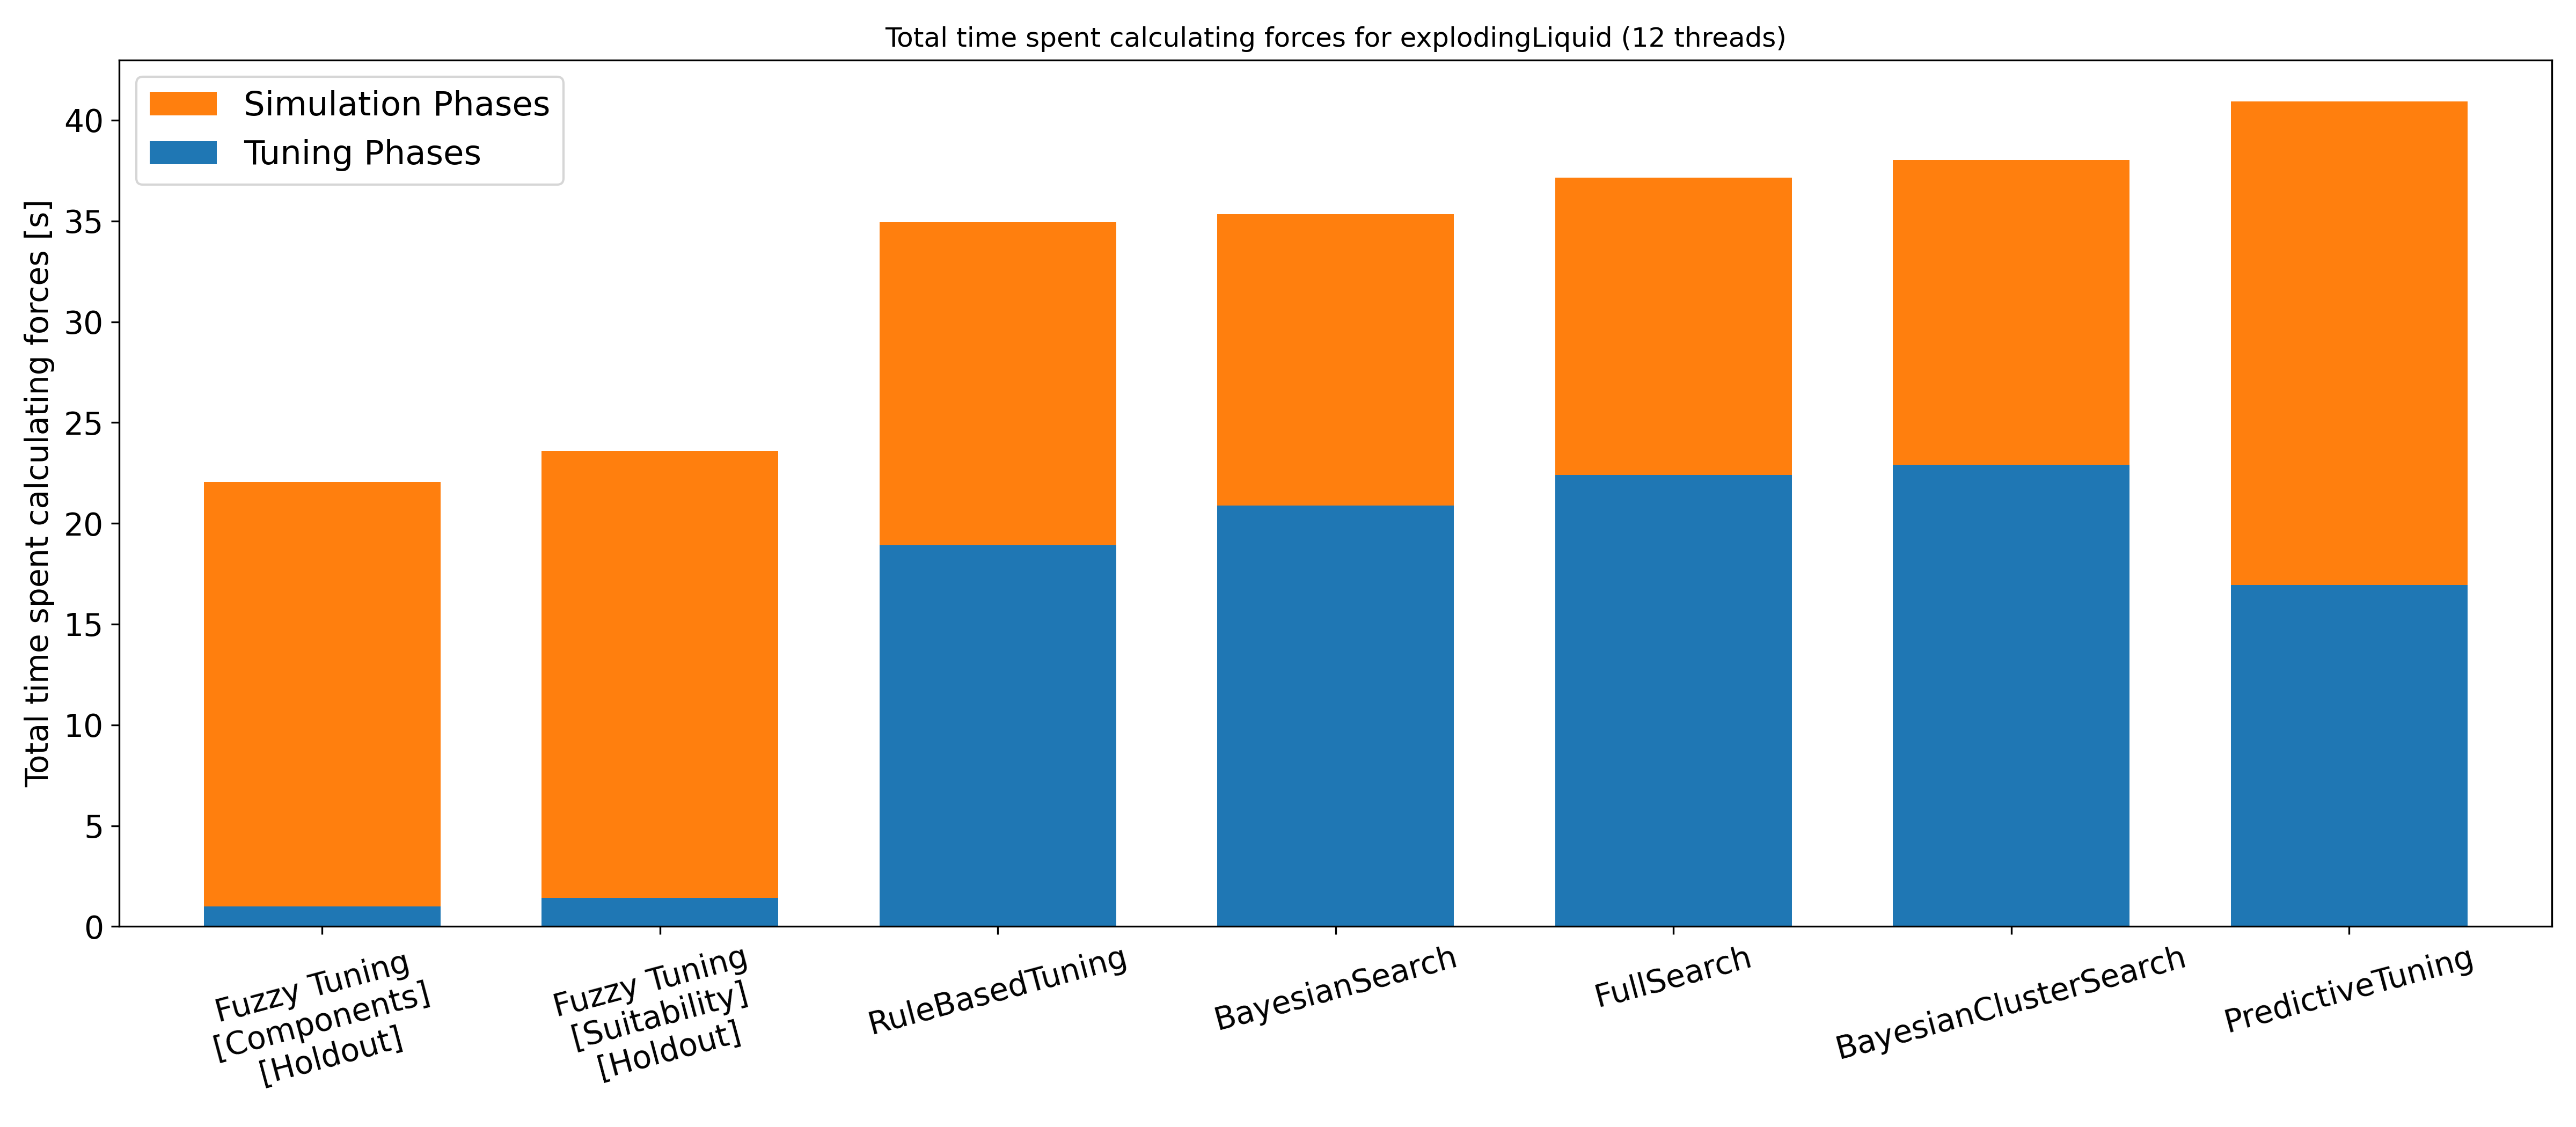 Total time spent calculating forces for explodingLiquid (12 threads)
Simulation Phases
Tuning Phases
Total time spent calculating forces [s]
40
35
30
25
20
15
10
5
0
Fuzzy Tuning
[Components]
[Holdout]
Fuzzy Tuning
[Suitability]
[Holdout]
RuleBasedTuning
BayesianSearch
FullSearch
BayesianClusterSearch
PredictiveTuning